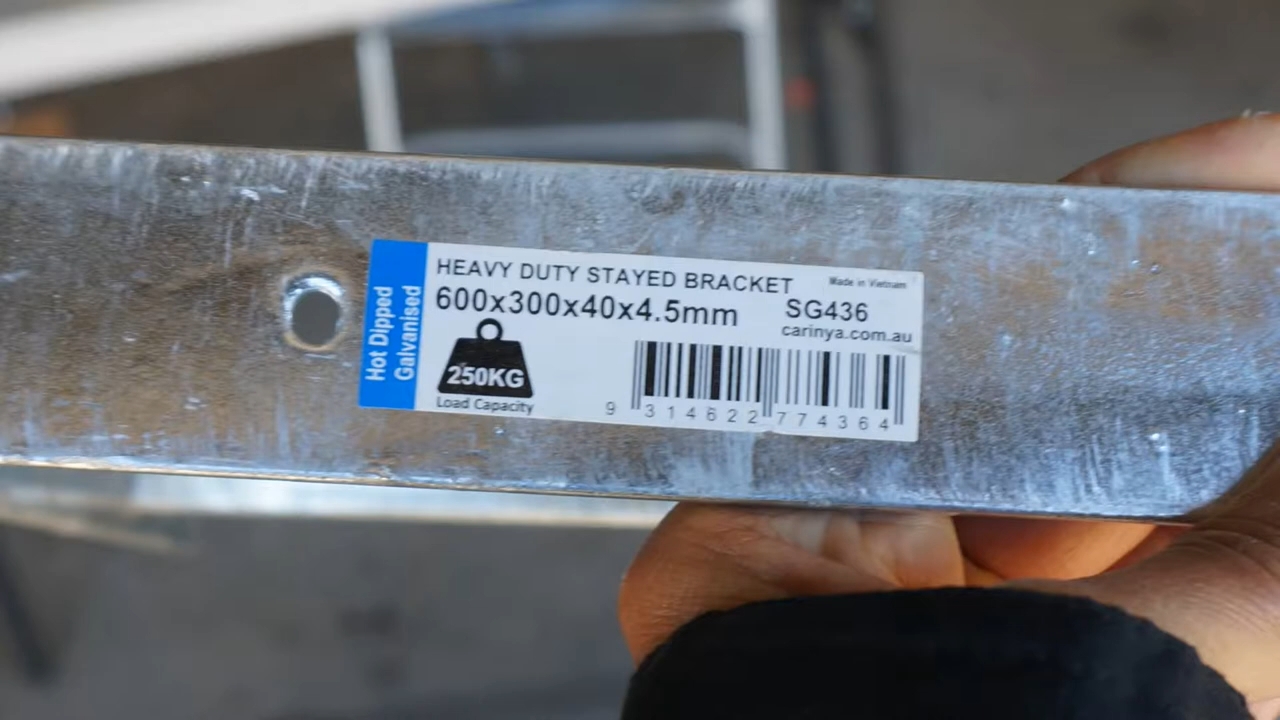 Hot Dipped
Galvanised
HEAVY DUTY STAYED BRACKET
Made in Vietnam
600x300x40x4.5mm
SG436
carinya.com.au
250KG
Load Capacity
9 314622 774364